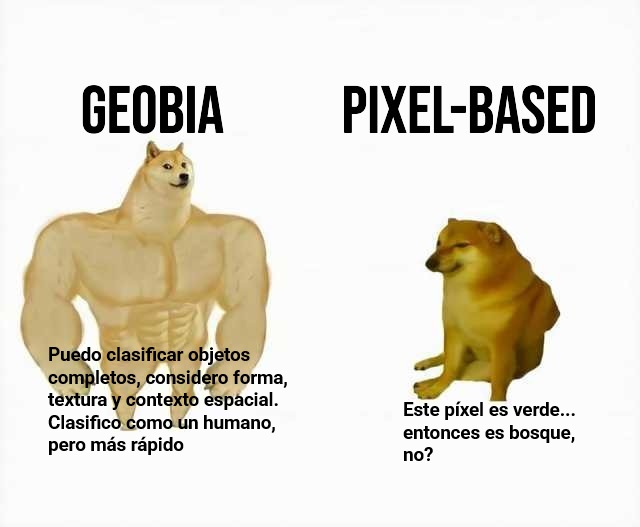 GEOBIA
PIXEL-BASED
Puedo clasificar objetos
completos, considero forma,
textura y contexto espacial.
Clasifico como un humano,
pero más rápido
Este píxel es verde...
entonces es bosque,
no?